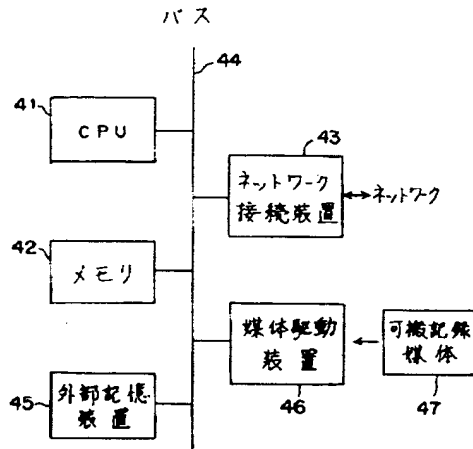 バス
44
41
CPU
43
ネットワーク
接続装置
ネットワーク
42
メモリ
媒体駆動
装置
46
可搬記録
媒体
47
45
外部記憶
装置